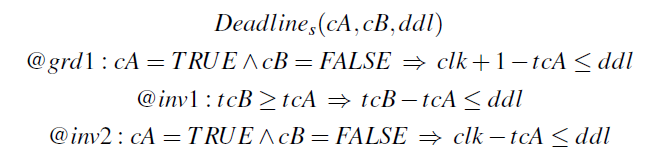 Deadlineₛ(cA,cB,ddl)
@grd1 : cA = TRUE ∧ cB = FALSE ⇒ clk + 1 − tcA ≤ ddl
@inv1 : tcB ≥ tcA ⇒ tcB − tcA ≤ ddl
@inv2 : cA = TRUE ∧ cB = FALSE ⇒ clk − tcA ≤ ddl